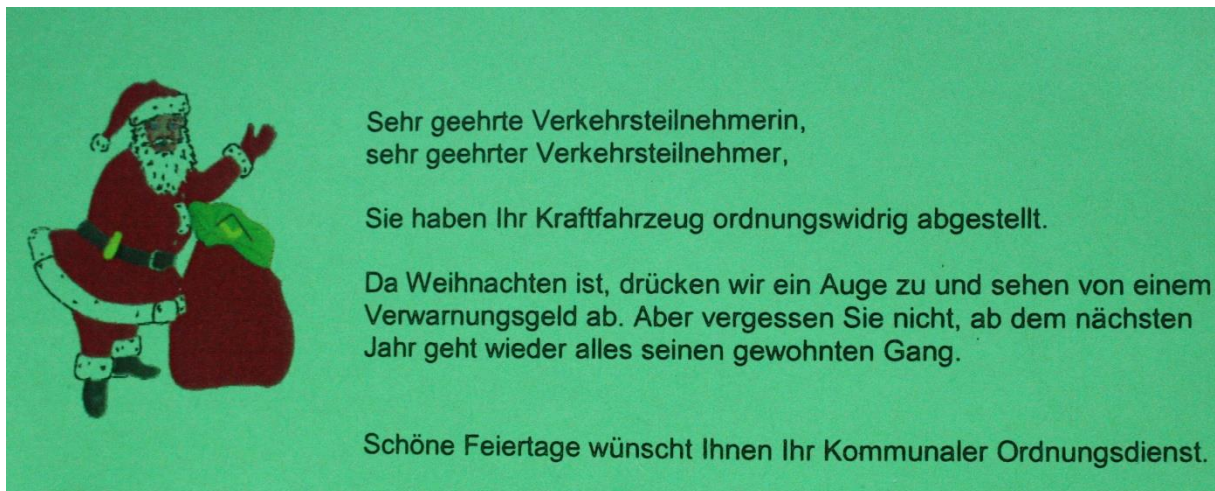 Sehr geehrte Verkehrsteilnehmerin,
sehr geehrter Verkehrsteilnehmer,
Sie haben Ihr Kraftfahrzeug ordnungswidrig abgestellt.
Da Weihnachten ist, drücken wir ein Auge zu und sehen von einem
Verwarnungsgeld ab. Aber vergessen Sie nicht, ab dem nächsten
Jahr geht wieder alles seinen gewohnten Gang.
Schöne Feiertage wünscht Ihnen Ihr Kommunaler Ordnungsdienst.